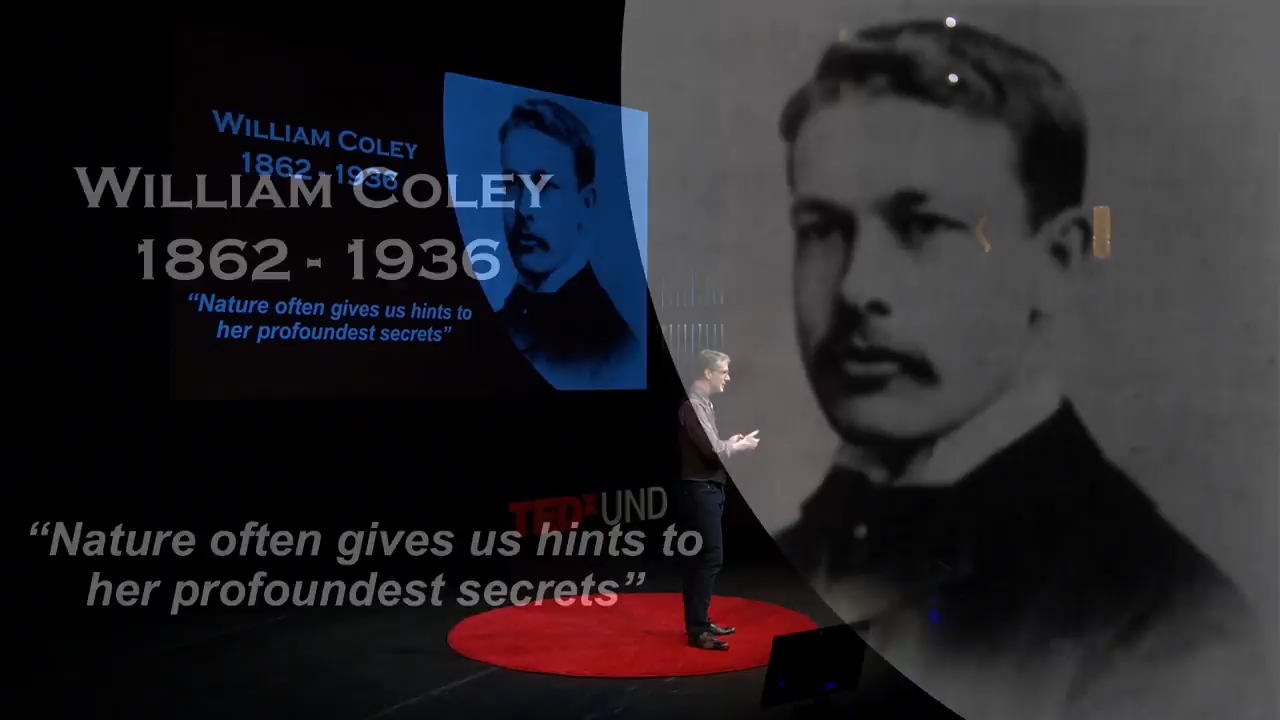 William Coley
1862 - 1936
“Nature often gives us hints to
her profoundest secrets”
William Coley
1862 - 1936
“Nature often gives us hints to
her profoundest secrets”
TEDxUND